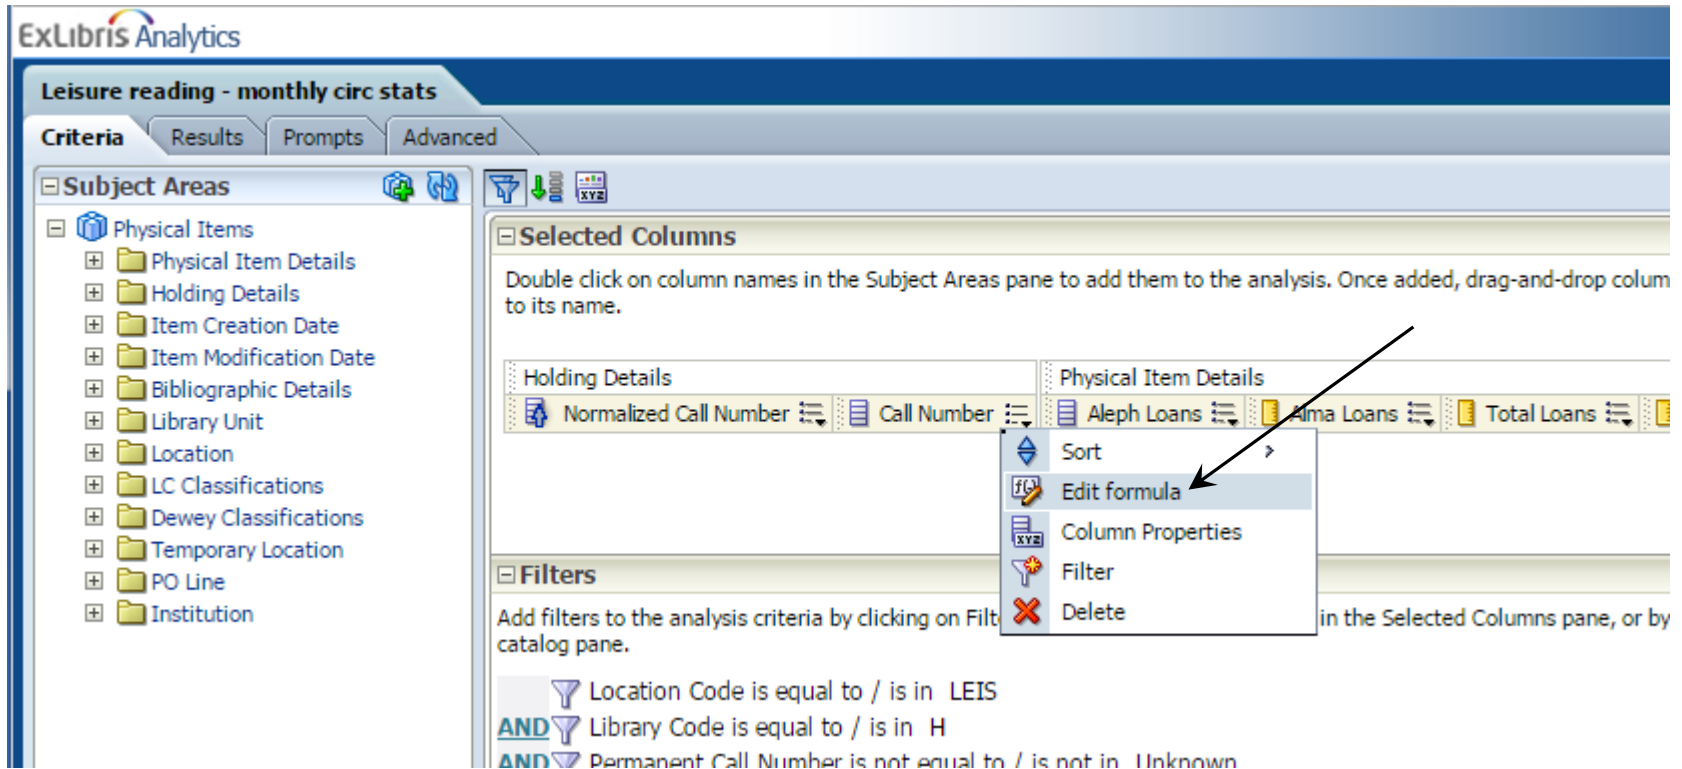 ExLibris Analytics
Leisure reading - monthly circ stats
Criteria Results Prompts Advanced
Subject Areas
Physical Items
Physical Item Details
Holding Details
Item Creation Date
Item Modification Date
Bibliographic Details
Library Unit
Location
LC Classifications
Dewey Classifications
Temporary Location
PO Line
Institution
XYZ
Selected Columns
Double click on column names in the Subject Areas pane to add them to the analysis. Once added, drag-and-drop colum
to its name.
Holding Details Physical Item Details
Normalized Call Number Call Number Aleph Loans Alma Loans Total Loans
Sort
Edit formula
Column Properties
Filter
Delete
Filters
Add filters to the analysis criteria by clicking on Filt in the Selected Columns pane, or by
catalog pane.
Location Code is equal to / is in LEIS
AND Library Code is equal to / is in H
AND Permanent Call Number is not equal to / is not in Unknown